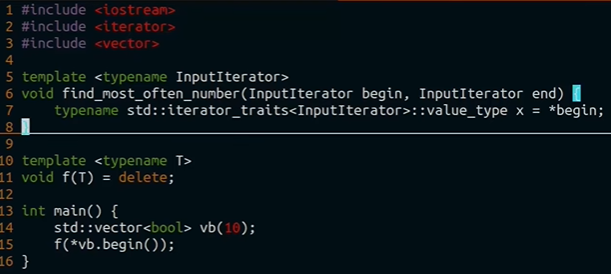 1 #include <iostream>
2 #include <iterator>
3 #include <vector>
4
5 template <typename InputIterator>
6 void find_most_often_number(InputIterator begin, InputIterator end) {
7     typename std::iterator_traits<InputIterator>::value_type x = *begin;
8 }
9
10 template <typename T>
11 void f(T) = delete;
12
13 int main() {
14     std::vector<bool> vb(10);
15     f(*vb.begin());
16 }